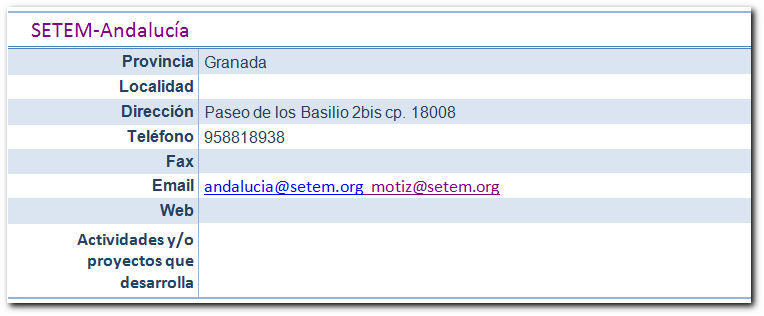 SETEM-Andalucía
Provincia Granada
Localidad
Dirección Paseo de los Basilio 2bis cp. 18008
Teléfono 958818938
Fax
Email andalucia@setem.org motiz@setem.org
Web
Actividades y/o
proyectos que
desarrolla